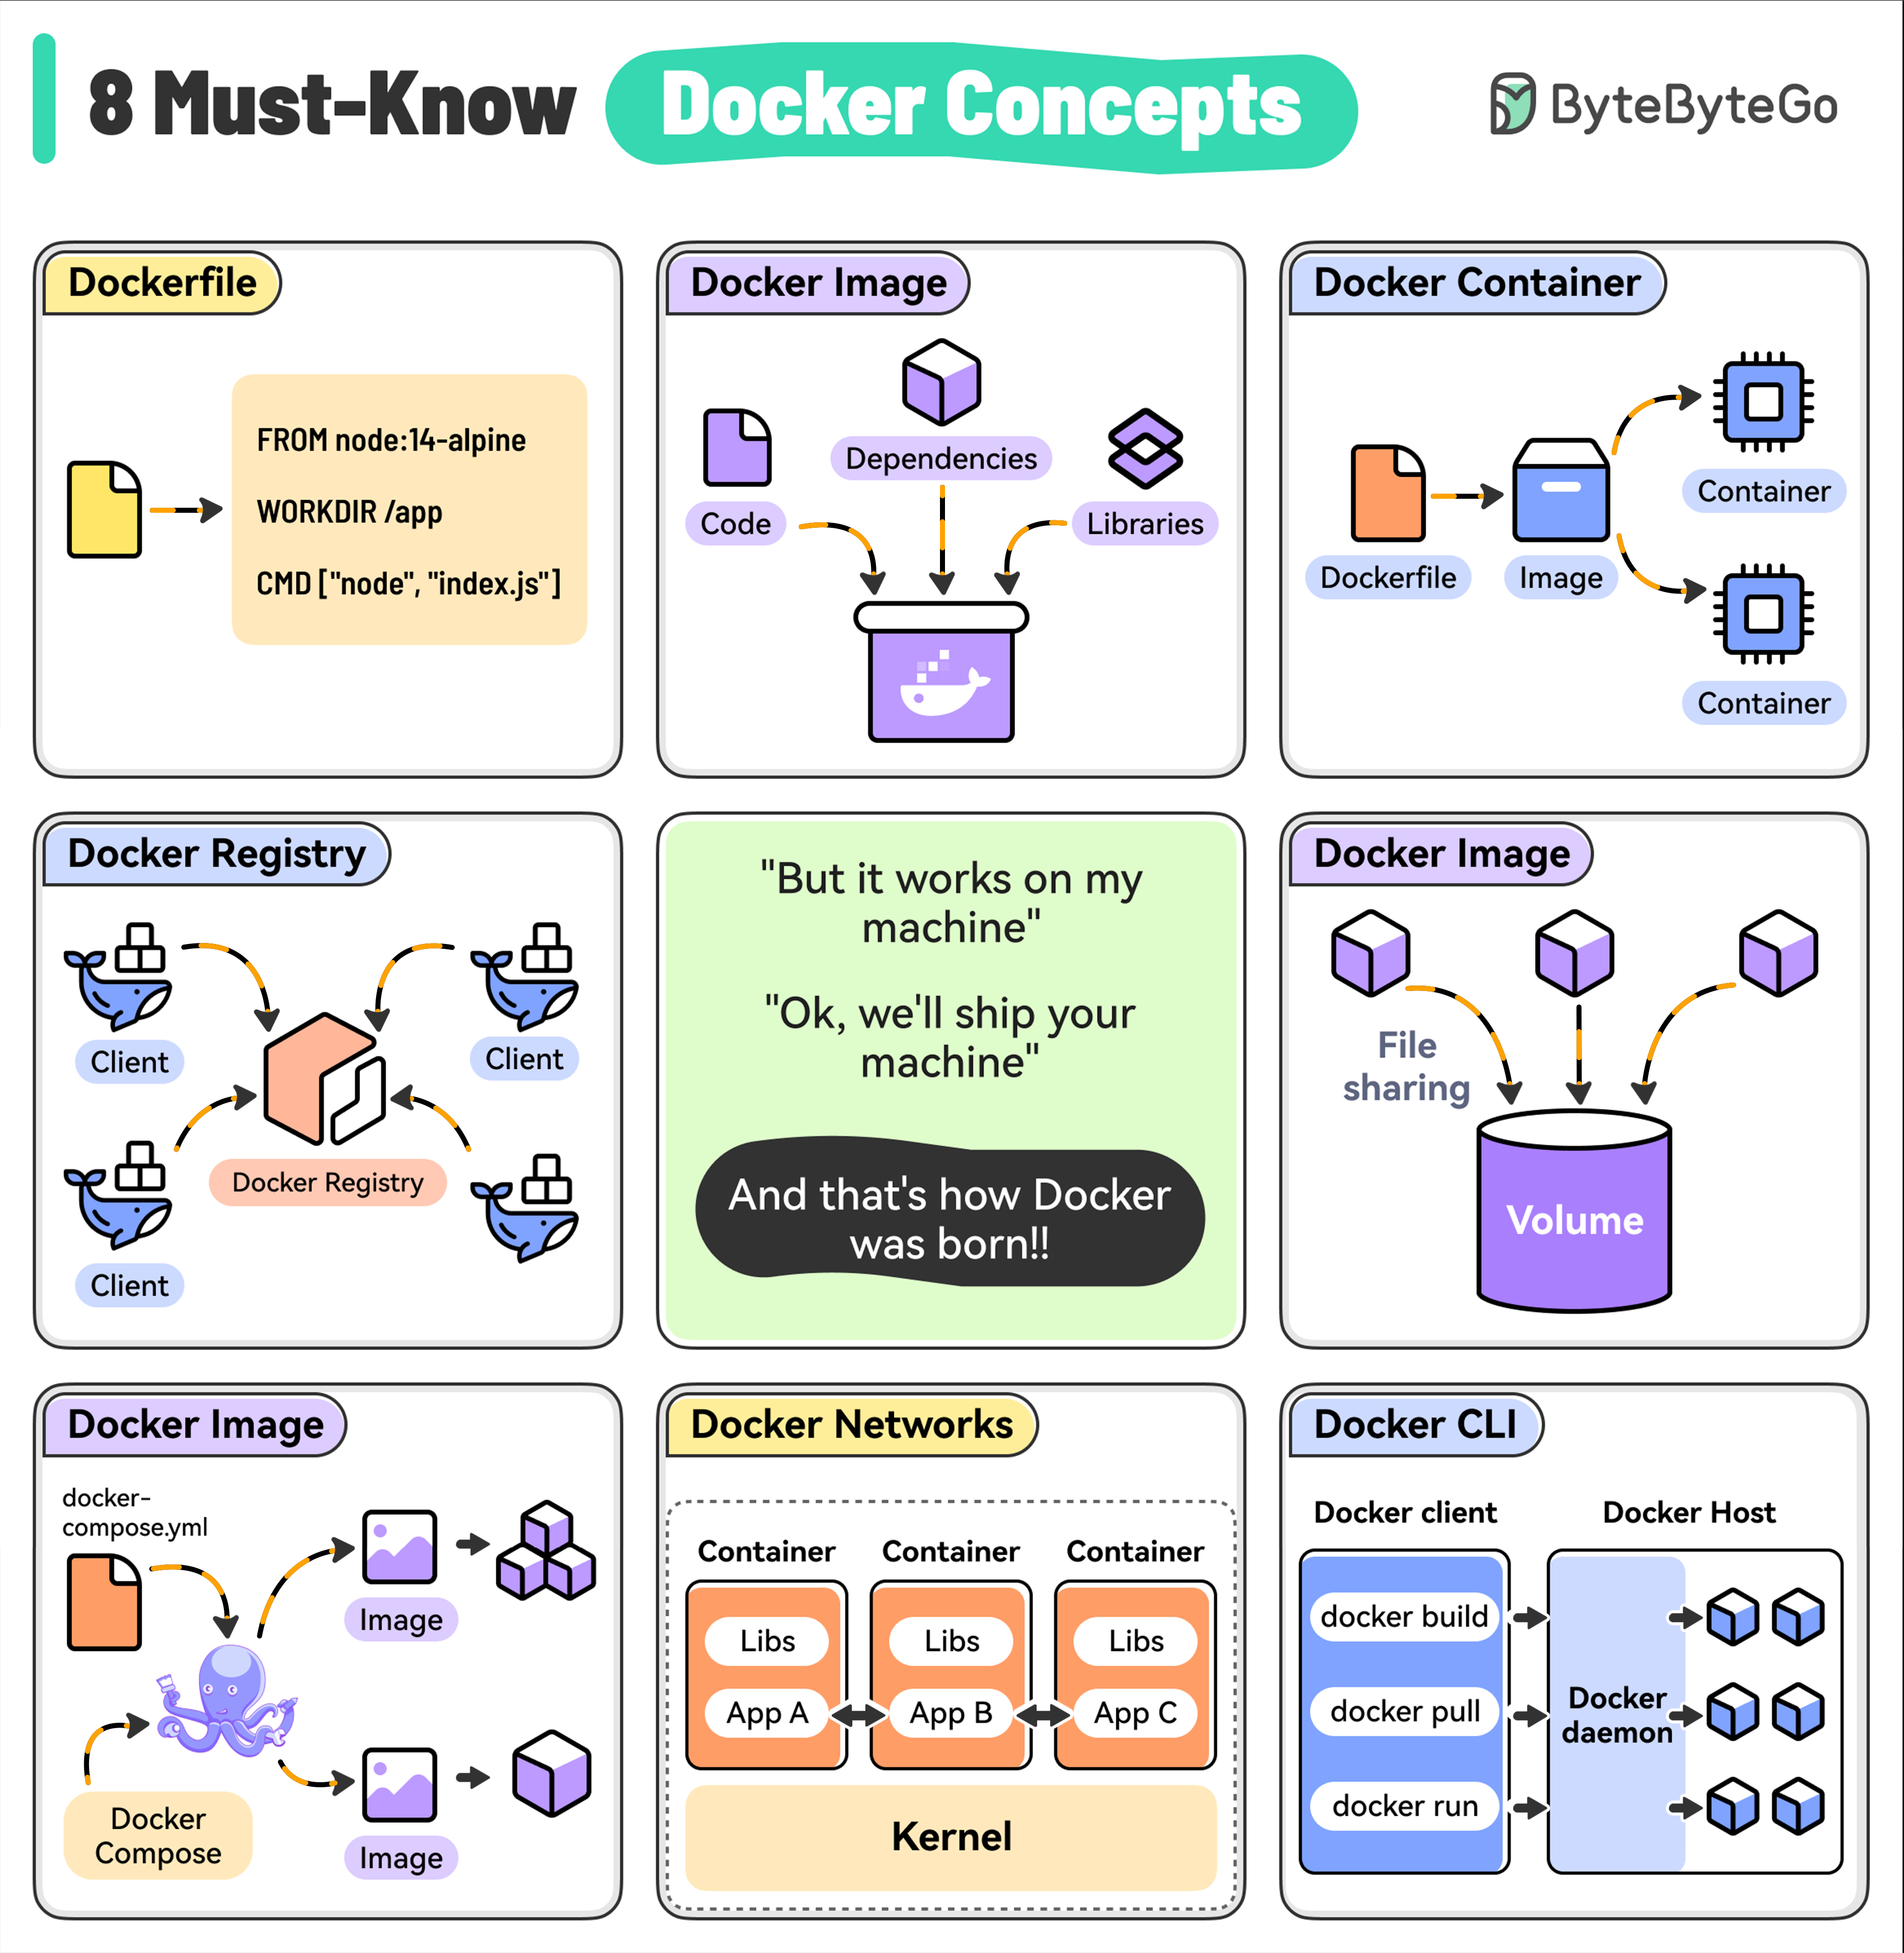 8 Must-Know Docker Concepts
ByteByteGo
Dockerfile
FROM node:14-alpine
WORKDIR /app
CMD ["node", "index.js"]
Docker Image
Dependencies
Code
Libraries
Docker Container
Container
Dockerfile
Image
Container
Docker Registry
Client
Client
Docker Registry
Client
"But it works on my
machine"
"Ok, we'll ship your
machine"
And that's how Docker
was born!!
Docker Image
File
sharing
Volume
Docker Image
docker-
compose.yml
Image
Docker
Compose
Image
Docker Networks
Container
Container
Container
Libs
Libs
Libs
App A
App B
App C
Kernel
Docker CLI
Docker client
Docker Host
docker build
docker pull
docker run
Docker
daemon